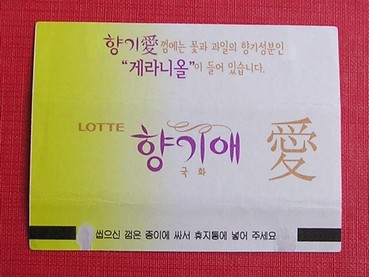 향기愛 껌에는 꽃과 과일의 향기성분인
“게라니올”이 들어 있습니다.
LOTTE 향기애 愛
국화
씹으신 껌은 종이에 싸서 휴지통에 넣어 주세요